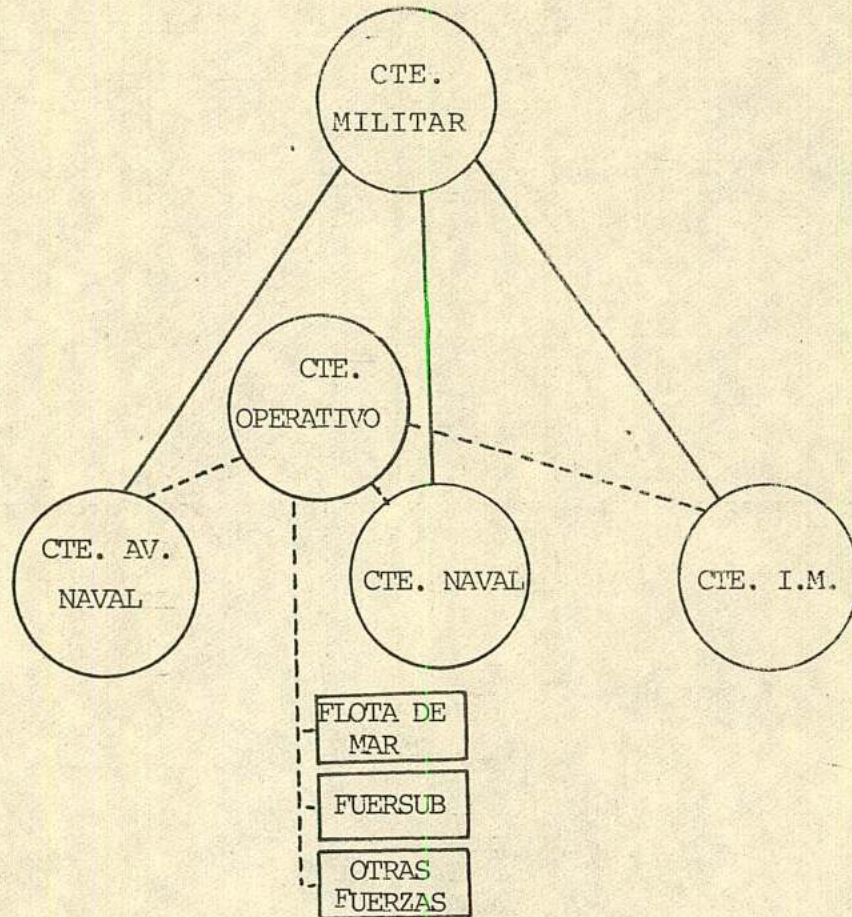 CTE.
MILITAR
CTE.
OPERATIVO
CTE. AV.
NAVAL
CTE. NAVAL
CTE. I.M.
FLOTA DE
MAR
FUERSUB
OTRAS
FUERZAS